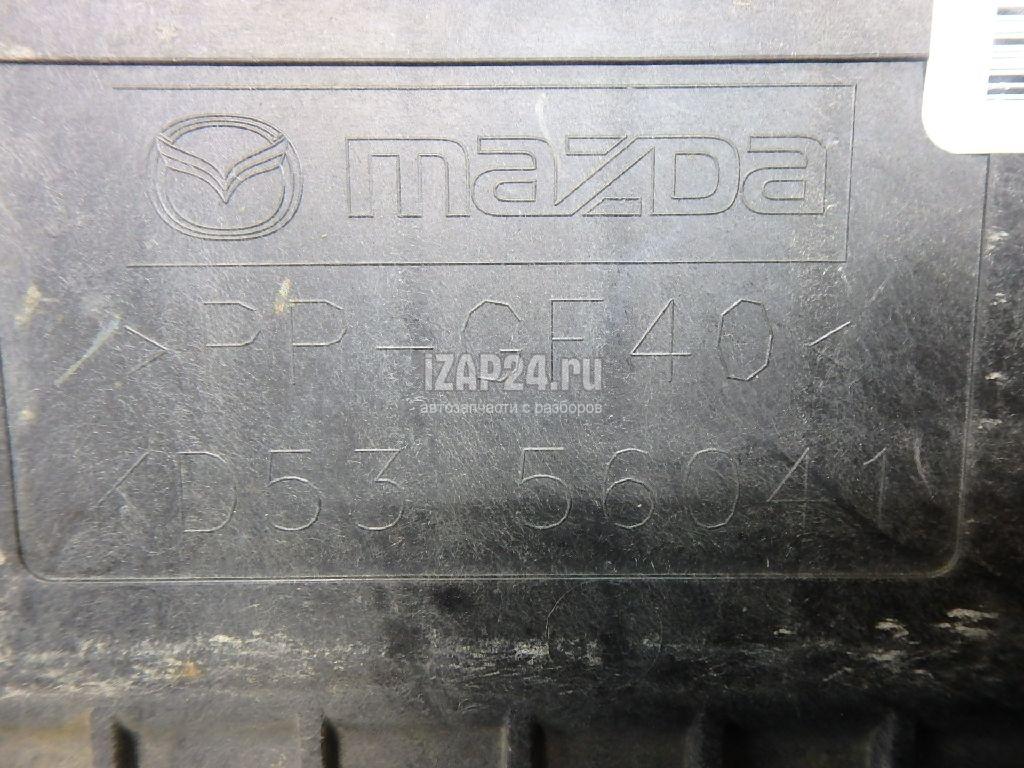 mazDa
>PP-GF40<
iZAP24.ru
автозапчасти с разборов
KD53 56041